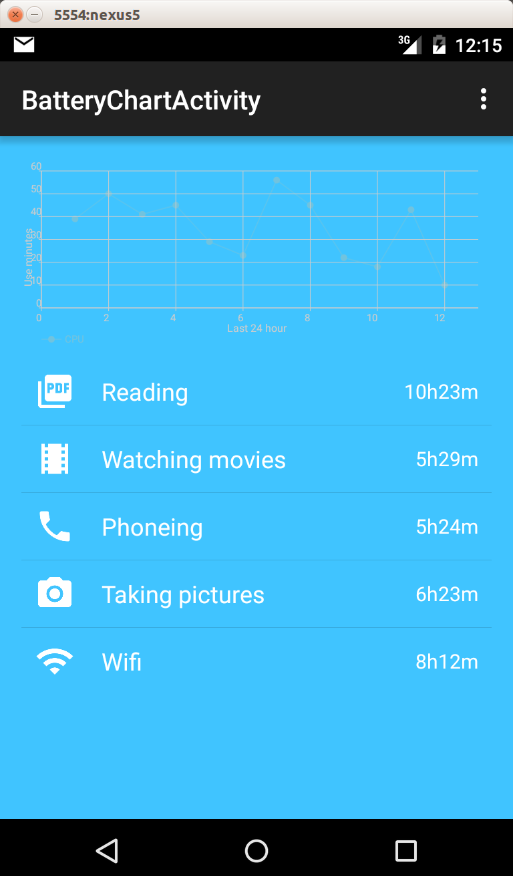 5554:nexus5
3G 12:15
BatteryChartActivity
60
50
40
30
20
10
0
Use minutes
0 2 4 6 8 10 12
Last 24 hour
CPU
PDF Reading 10h23m
Watching movies 5h29m
Phoneing 5h24m
Taking pictures 6h23m
Wifi 8h12m